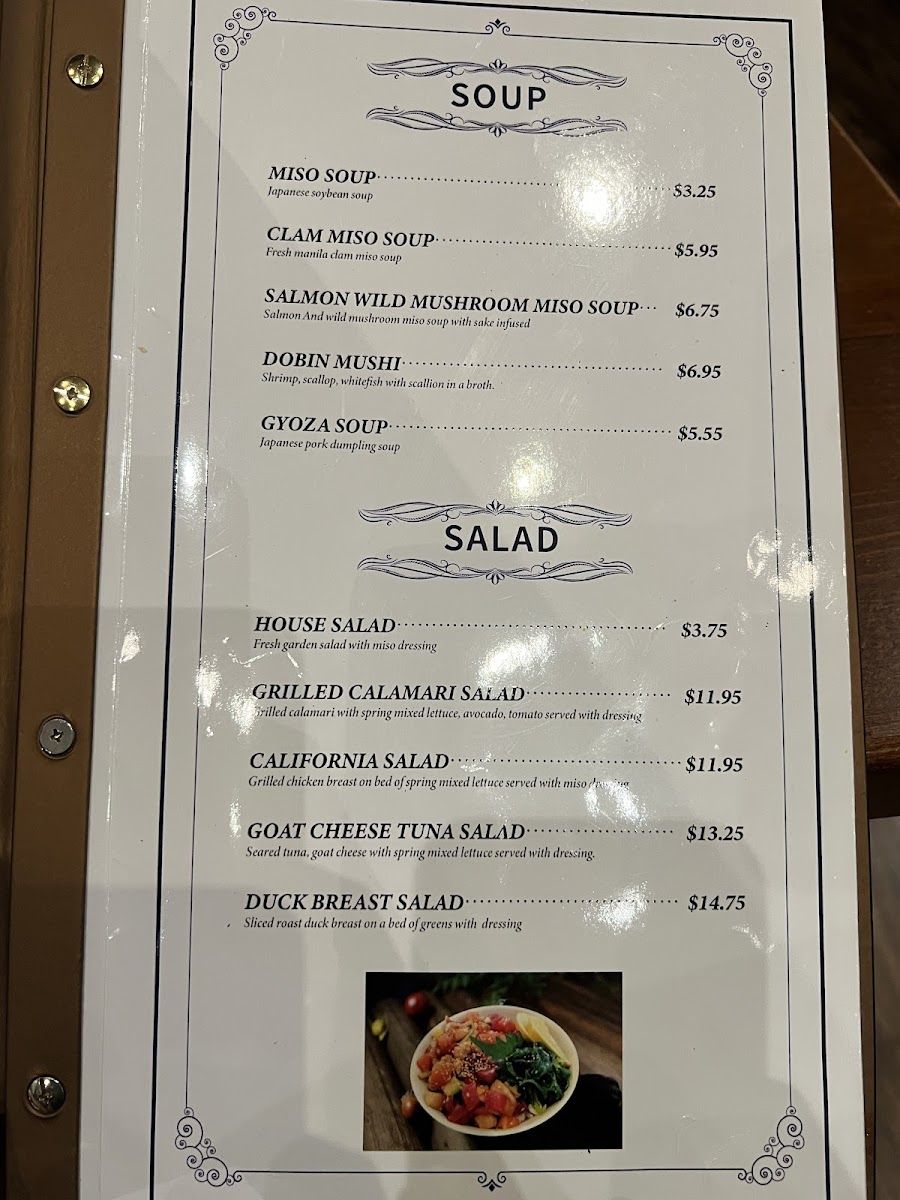 SOUP
MISO SOUP $3.25
Japanese soybean soup
CLAM MISO SOUP $5.95
Fresh manila clam miso soup
SALMON WILD MUSHROOM MISO SOUP $6.75
Salmon And wild mushroom miso soup with sake infused
DOBIN MUSHI $6.95
Shrimp, scallop, whitefish with scallion in a broth.
GYOZA SOUP $5.55
Japanese pork dumpling soup
SALAD
HOUSE SALAD $3.75
Fresh garden salad with miso dressing
GRILLED CALAMARI SALAD $11.95
Grilled calamari with spring mixed lettuce, avocado, tomato served with dressing
CALIFORNIA SALAD $11.95
Grilled chicken breast on bed of spring mixed lettuce served with miso dressing
GOAT CHEESE TUNA SALAD $13.25
Seared tuna, goat cheese with spring mixed lettuce served with dressing.
DUCK BREAST SALAD $14.75
Sliced roast duck breast on a bed of greens with dressing